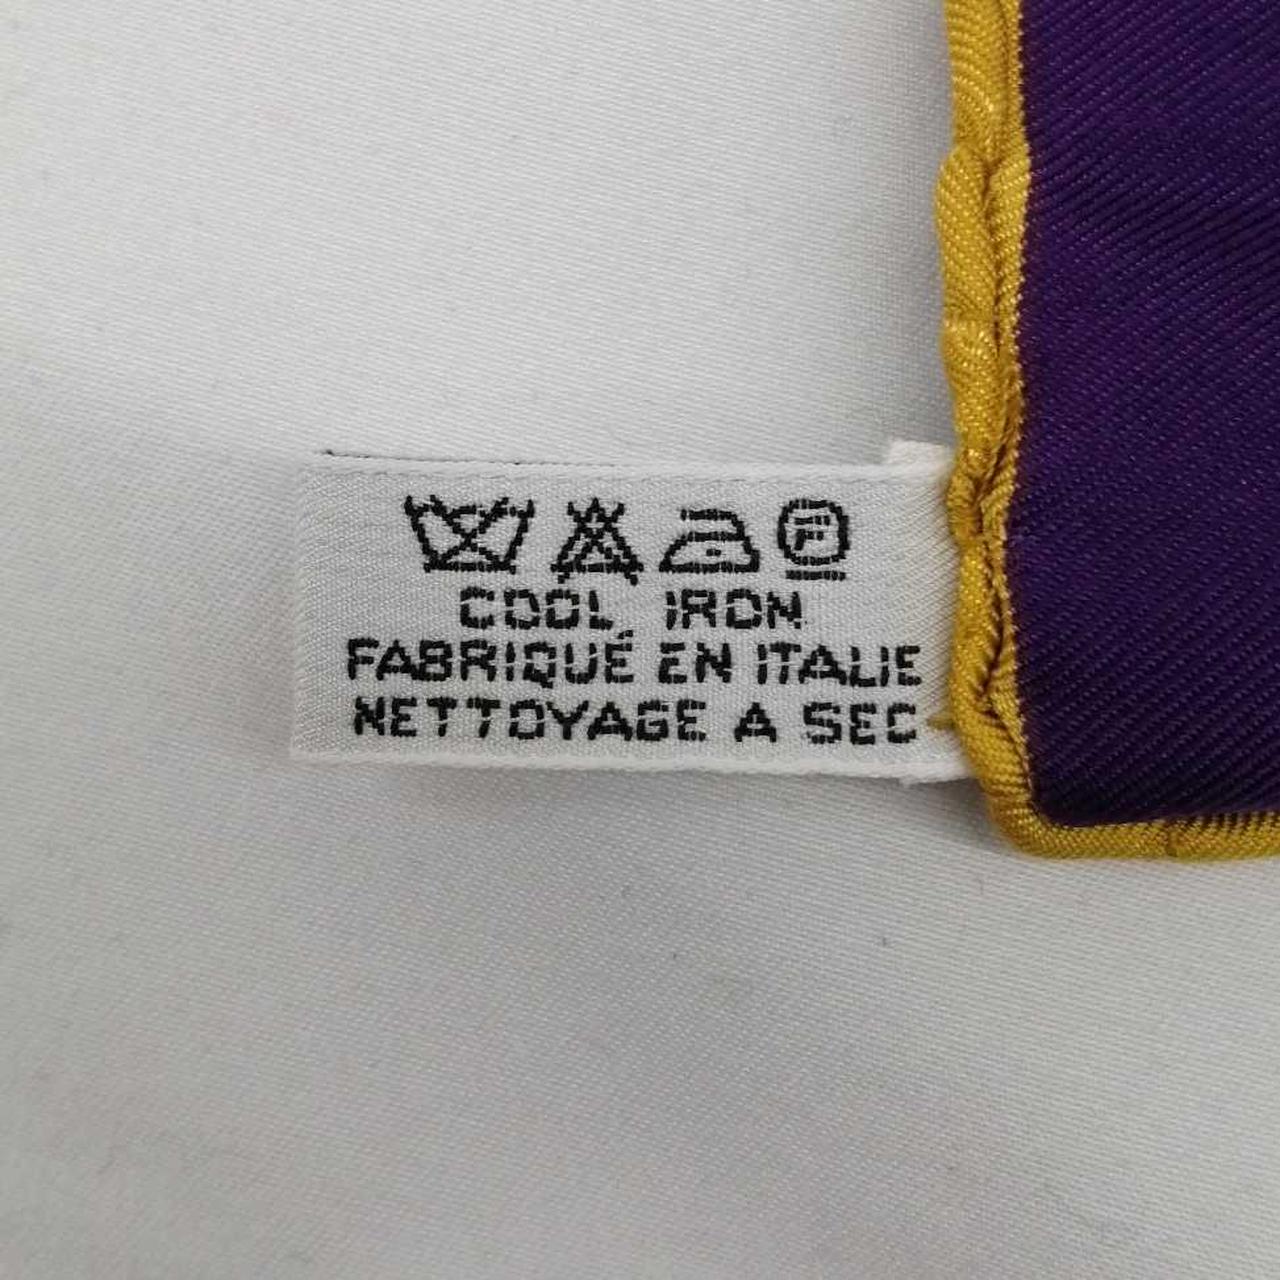 F
COOL IRON
FABRIQUÉ EN ITALIE
NETTOYAGE A SEC